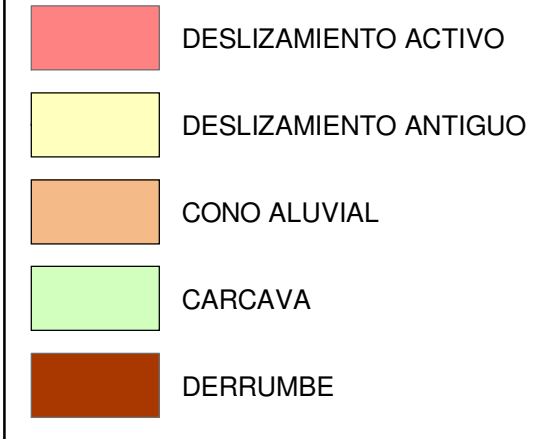 DESLIZAMIENTO ACTIVO
DESLIZAMIENTO ANTIGUO
CONO ALUVIAL
CARCAVA
DERRUMBE